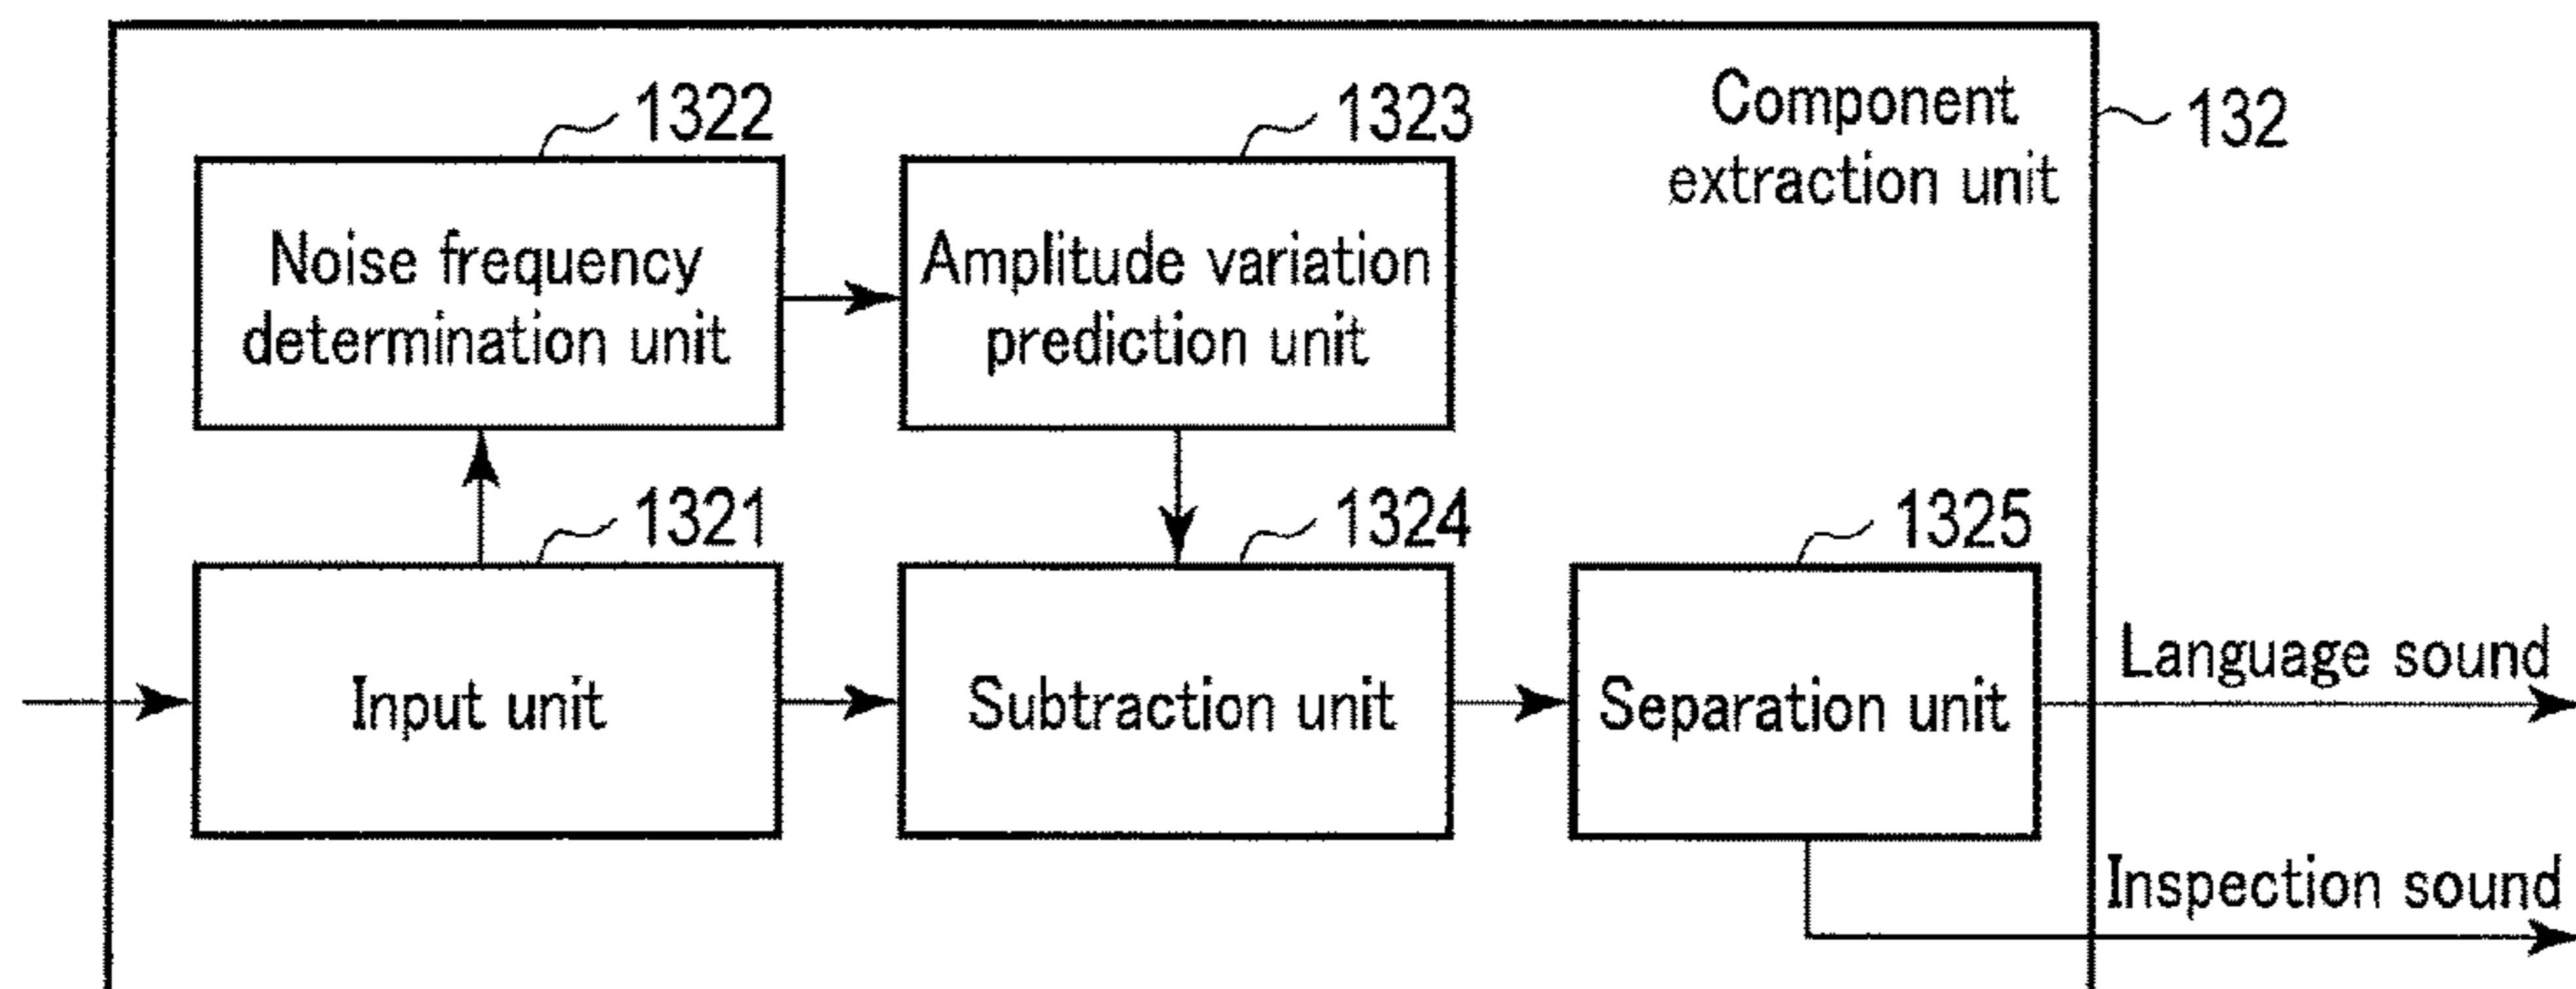 1322
1323
Component
extraction unit
132
Noise frequency
determination unit
Amplitude variation
prediction unit
1321
1324
1325
Input unit
Subtraction unit
Separation unit
Language sound
Inspection sound